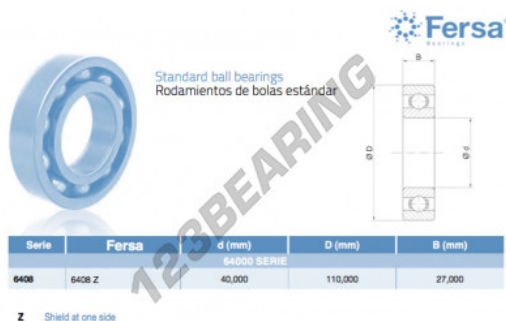 Fersa
Bearings
Standard ball bearings
Rodamientos de bolas estándar
B
Ø D
Ø d
123BEARING
Serie Fersa d (mm) D (mm) B (mm)
64000 SERIE
6408 6408 Z 40,000 110,000 27,000
Z Shield at one side